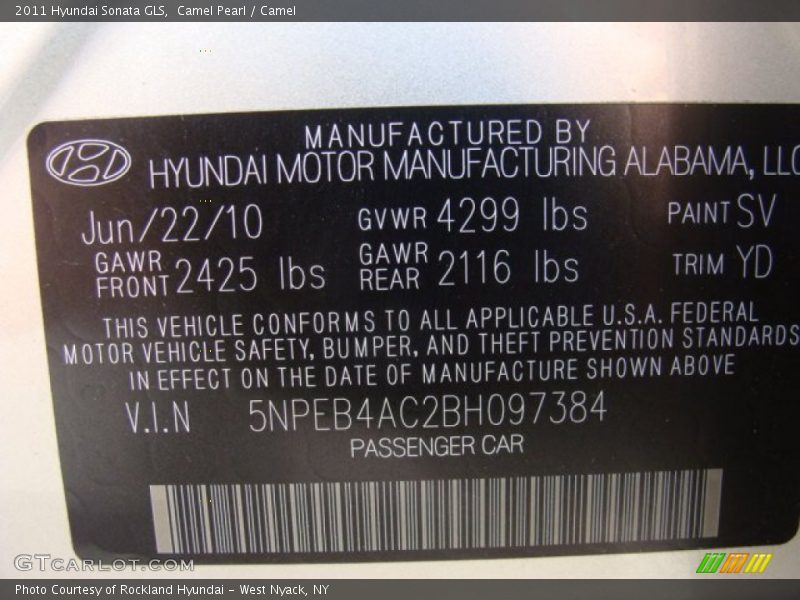 2011 Hyundai Sonata GLS,  Camel Pearl / Camel
MANUFACTURED BY
HYUNDAI MOTOR MANUFACTURING ALABAMA, LLC
Jun/22/10 GVWR 4299 lbs PAINT SV
GAWR FRONT 2425 lbs GAWR REAR 2116 lbs TRIM YD
THIS VEHICLE CONFORMS TO ALL APPLICABLE U.S.A. FEDERAL
MOTOR VEHICLE SAFETY, BUMPER, AND THEFT PREVENTION STANDARDS
IN EFFECT ON THE DATE OF MANUFACTURE SHOWN ABOVE
V.I.N 5NPEB4AC2BH097384
PASSENGER CAR
GTCARLOT.COM
Photo Courtesy of Rockland Hyundai - West Nyack, NY